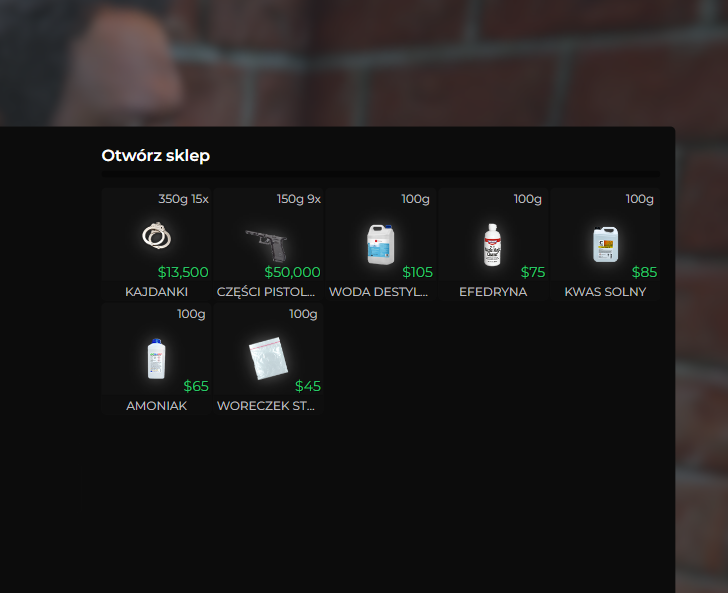 Otwórz sklep
350g 15x
150g 9x
100g
100g
100g
$13,500
$50,000
$105
$75
$85
KAJDANKI
CZĘŚCI PISTOL...
WODA DESTYL...
EFEDRYNA
KWAS SOLNY
100g
100g
$65
$45
AMONIAK
WORECZEK ST...